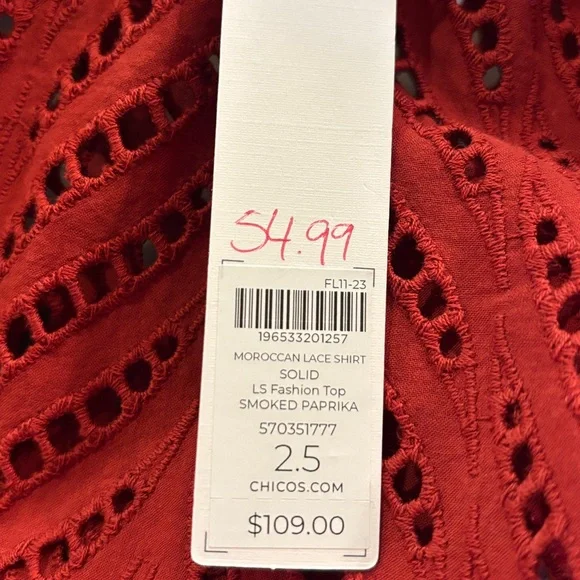 54.99
FL11-23
196533201257
MOROCCAN LACE SHIRT
SOLID
LS Fashion Top
SMOKED PAPRIKA
570351777
2.5
CHICOS.COM
$109.00